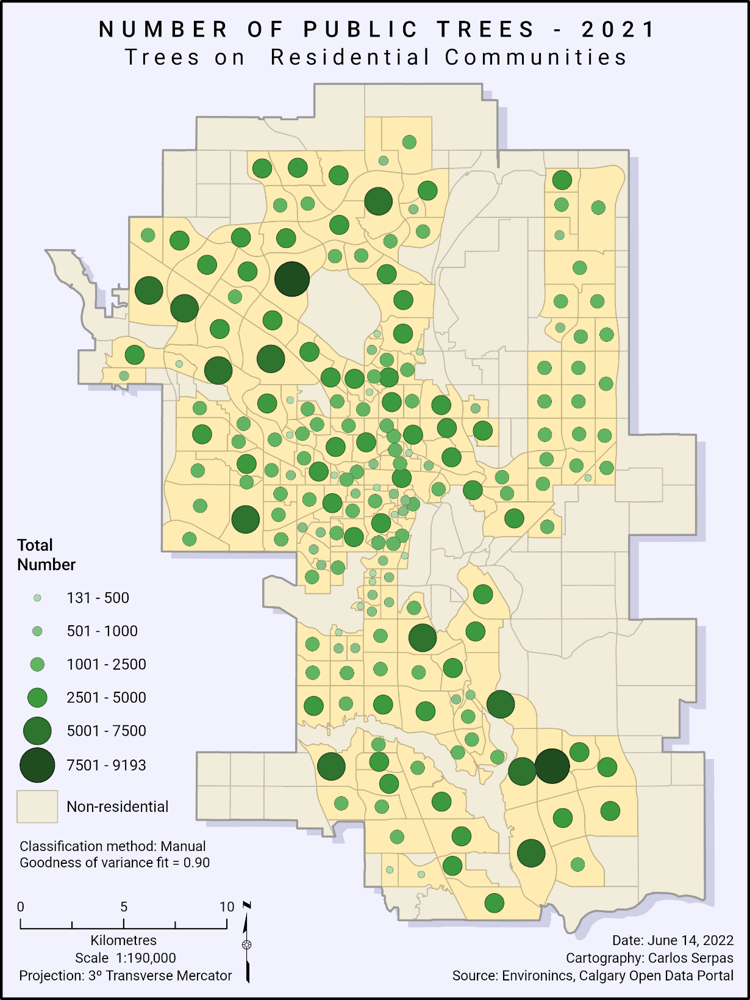 NUMBER OF PUBLIC TREES - 2021
Trees on Residential Communities
Total
Number
131 - 500
501 - 1000
1001 - 2500
2501 - 5000
5001 - 7500
7501 - 9193
Non-residential
Classification method: Manual
Goodness of variance fit = 0.90
0 5 10
N
Kilometres
Scale 1:190,000
Projection: 3º Transverse Mercator
Date: June 14, 2022
Cartography: Carlos Serpas
Source: Environincs, Calgary Open Data Portal